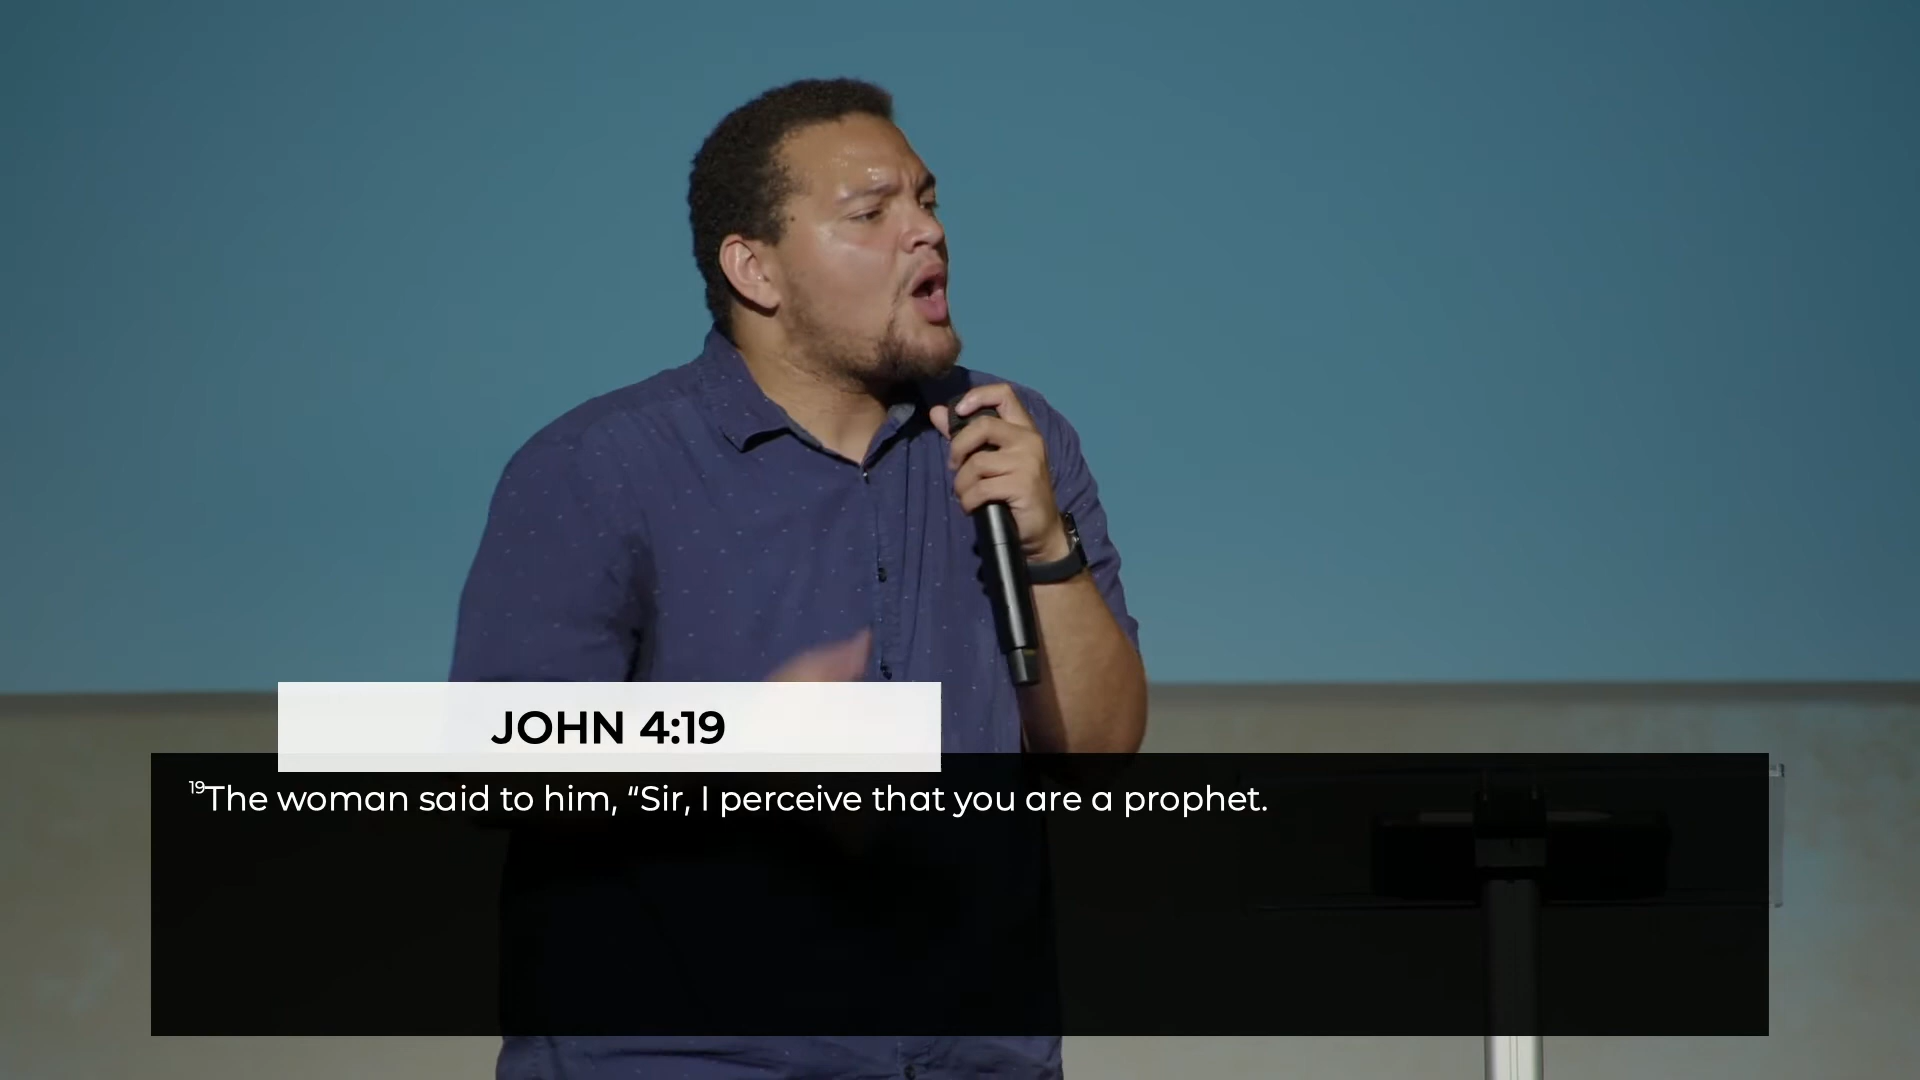 JOHN 4:19
19The woman said to him, “Sir, I perceive that you are a prophet.